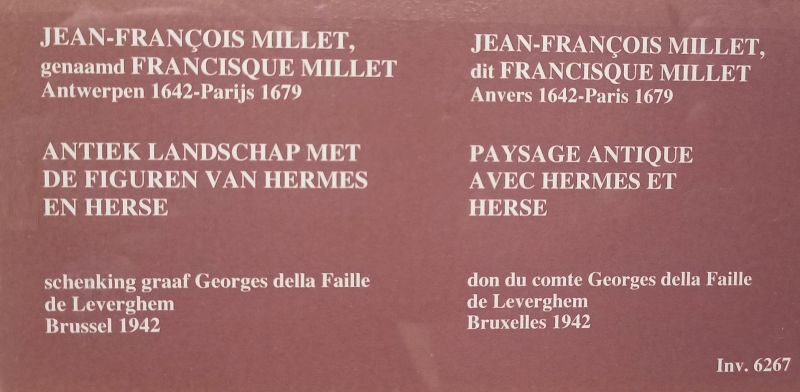 JEAN-FRANÇOIS MILLET,
genaamd FRANCISQUE MILLET
Antwerpen 1642-Parijs 1679
ANTIEK LANDSCHAP MET
DE FIGUREN VAN HERMES
EN HERSE
schenking graaf Georges della Faille
de Leverghem
Brussel 1942
JEAN-FRANÇOIS MILLET,
dit FRANCISQUE MILLET
Anvers 1642-Paris 1679
PAYSAGE ANTIQUE
AVEC HERMES ET
HERSE
don du comte Georges della Faille
de Leverghem
Bruxelles 1942
Inv. 6267